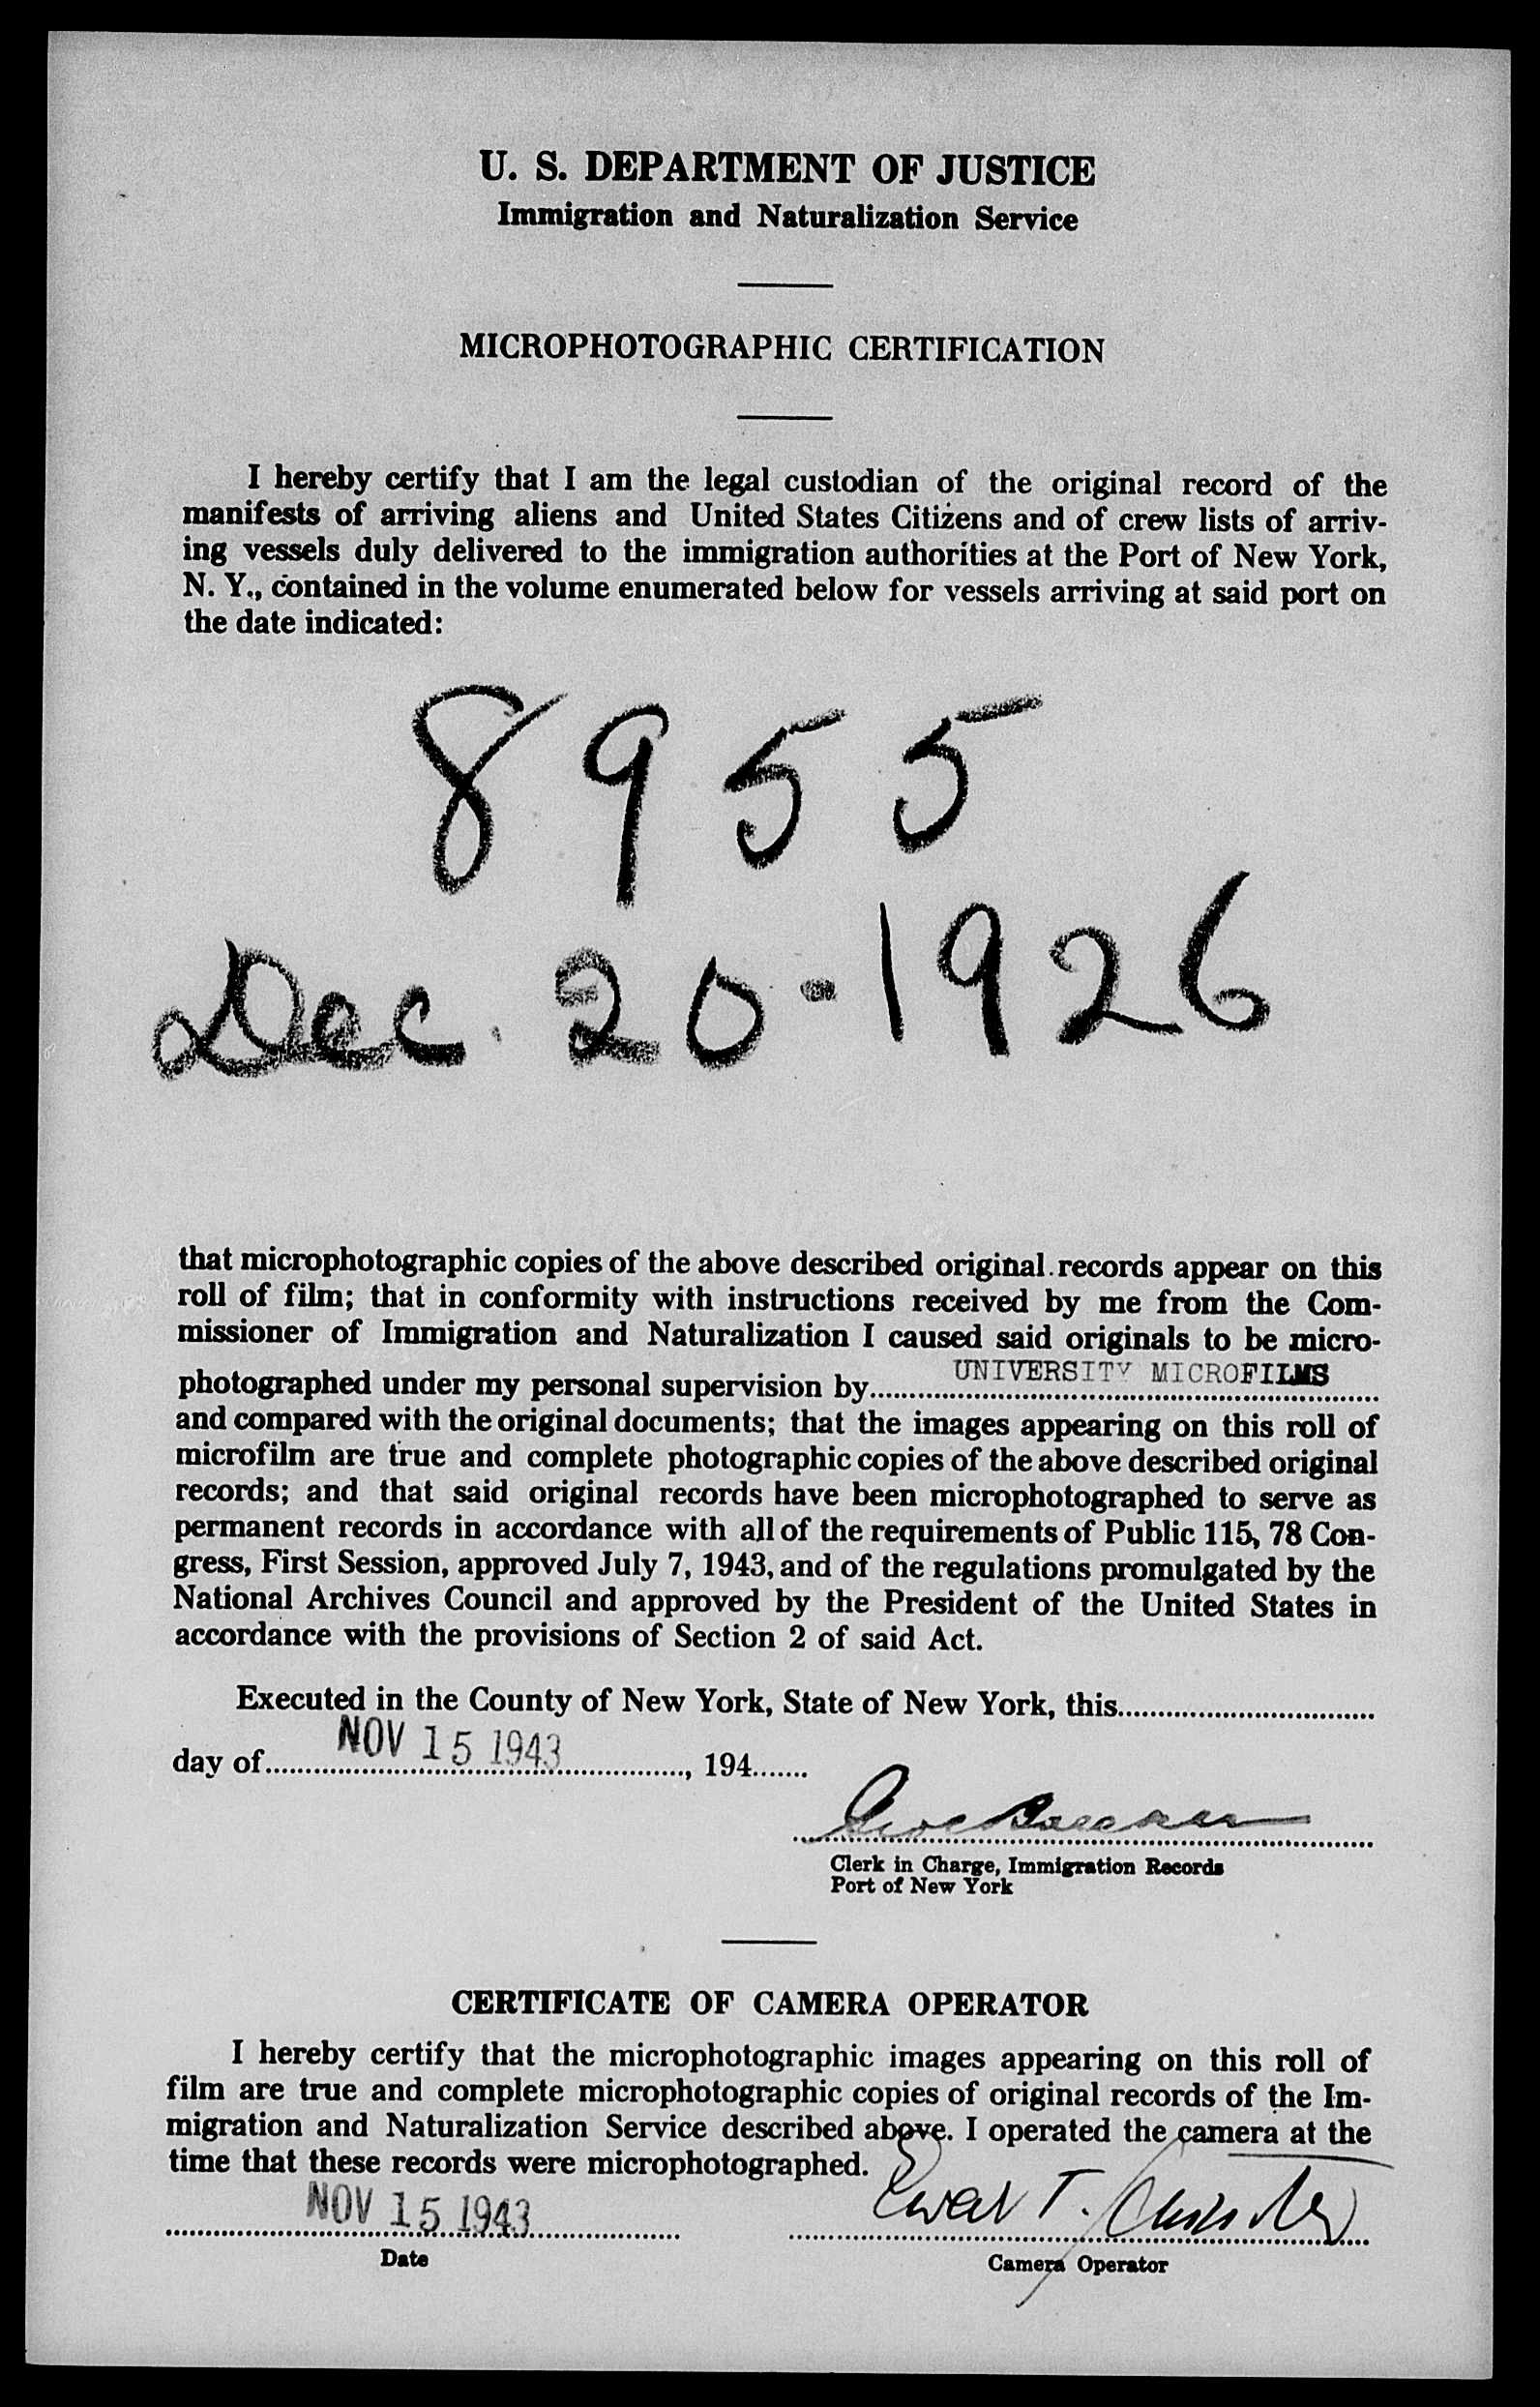 U. S. DEPARTMENT OF JUSTICE
Immigration and Naturalization Service
MICROPHOTOGRAPHIC CERTIFICATION
I hereby certify that I am the legal custodian of the original record of the
manifests of arriving aliens and United States Citizens and of crew lists of arriv-
ing vessels duly delivered to the immigration authorities at the Port of New York,
N. Y., contained in the volume enumerated below for vessels arriving at said port on
the date indicated:
8955
Dec. 20-1926
that microphotographic copies of the above described original records appear on this
roll of film; that in conformity with instructions received by me from the Com-
missioner of Immigration and Naturalization I caused said originals to be micro-
photographed under my personal supervision by UNIVERSITY MICROFILMS
and compared with the original documents; that the images appearing on this roll of
microfilm are true and complete photographic copies of the above described original
records; and that said original records have been microphotographed to serve as
permanent records in accordance with all of the requirements of Public 115, 78 Con-
gress, First Session, approved July 7, 1943, and of the regulations promulgated by the
National Archives Council and approved by the President of the United States in
accordance with the provisions of Section 2 of said Act.
Executed in the County of New York, State of New York, this
day of NOV 15 1943, 194
Clerk in Charge, Immigration Records
Port of New York
CERTIFICATE OF CAMERA OPERATOR
I hereby certify that the microphotographic images appearing on this roll of
film are true and complete microphotographic copies of original records of the Im-
migration and Naturalization Service described above. I operated the camera at the
time that these records were microphotographed.
NOV 15 1943
T.
Date
Camera Operator